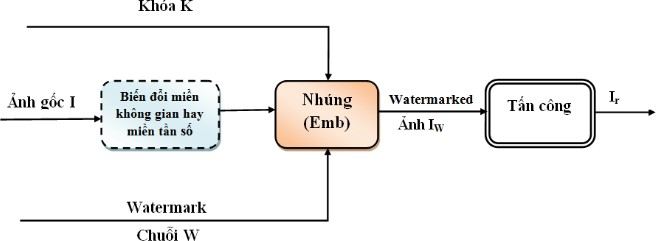 Khóa K
Ảnh gốc I
Biến đổi miền
không gian hay
miền tần số
Nhúng
(Emb)
Watermarked
Ảnh IW
Tấn công
Ir
Watermark
Chuỗi W